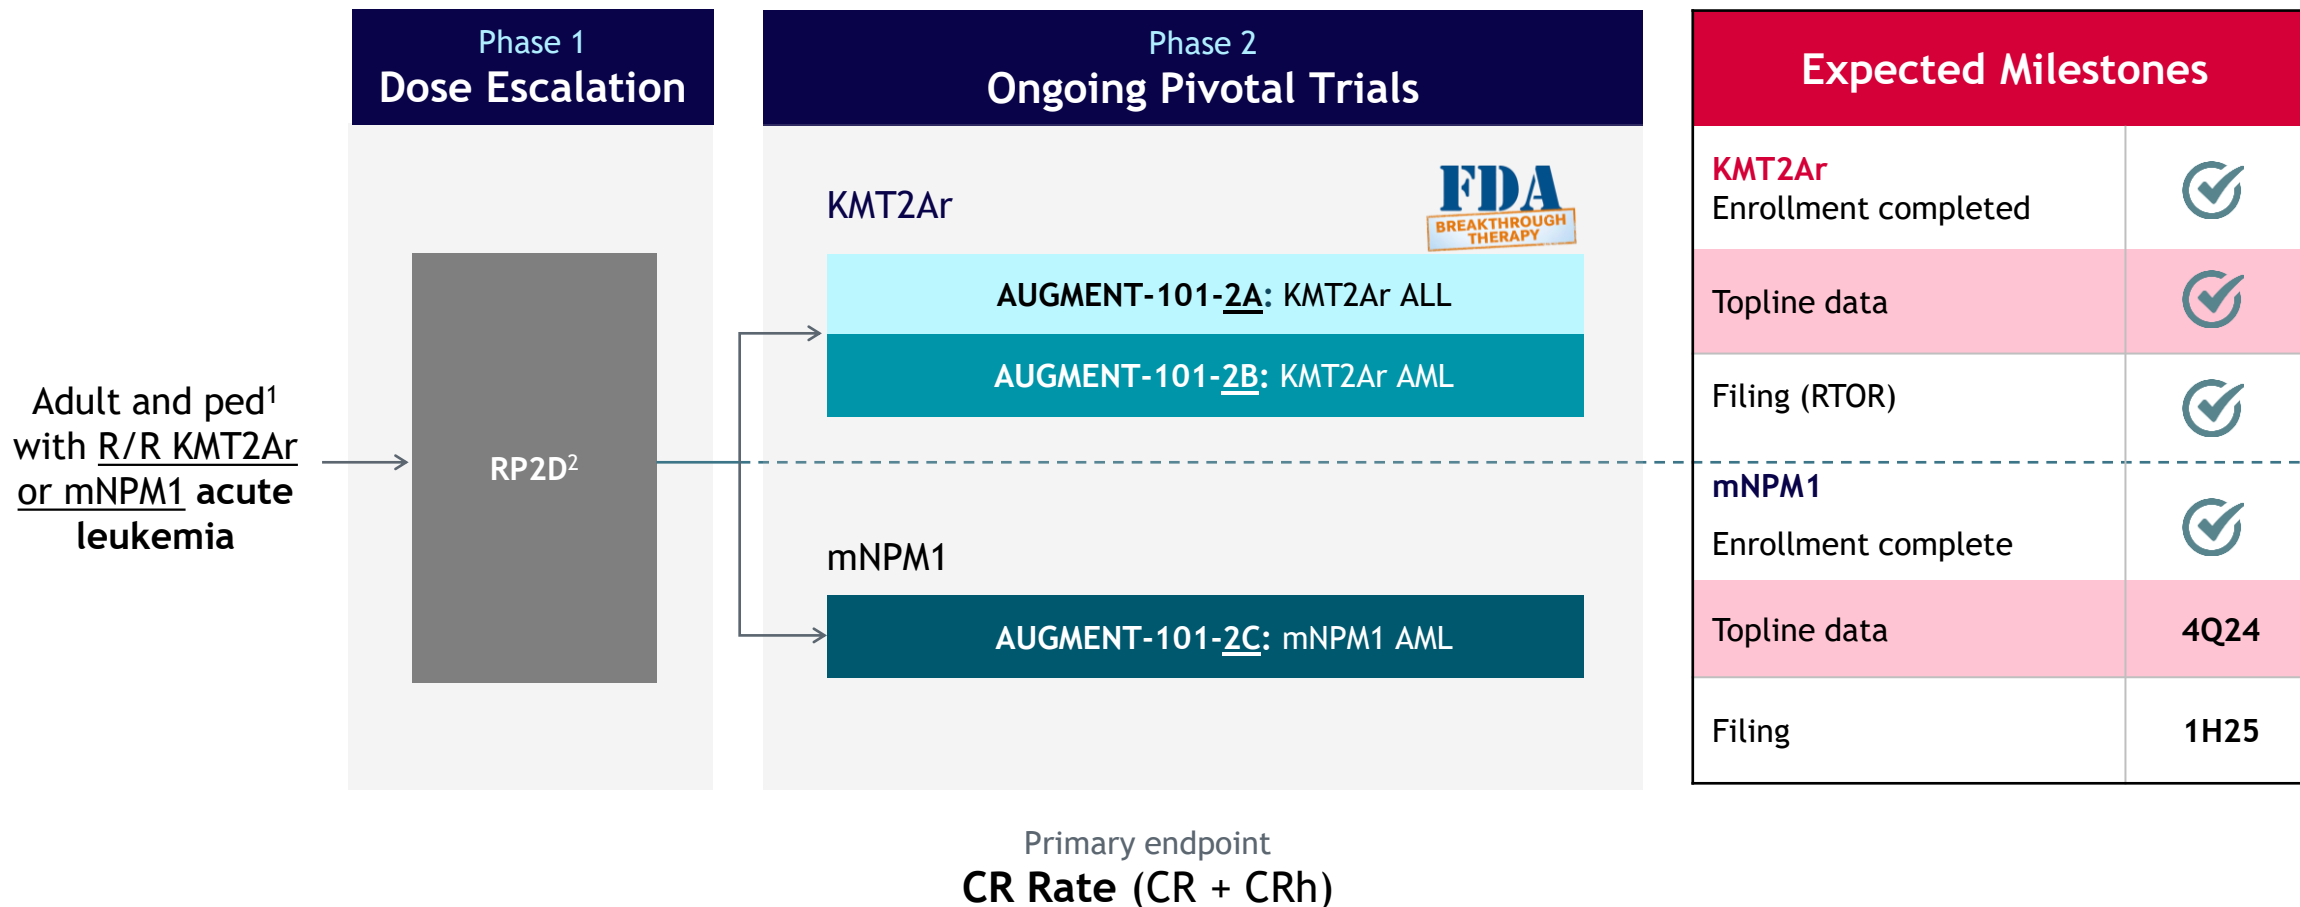 Phase 1
Dose Escalation
Phase 2
Ongoing Pivotal Trials
Expected Milestones
Adult and ped1
with R/R KMT2Ar
or mNPM1 acute
leukemia
RP2D2
KMT2Ar
FDA
BREAKTHROUGH
THERAPY
AUGMENT-101-2A: KMT2Ar ALL
AUGMENT-101-2B: KMT2Ar AML
mNPM1
AUGMENT-101-2C: mNPM1 AML
KMT2Ar
Enrollment completed
Topline data
Filing (RTOR)
mNPM1
Enrollment complete
Topline data 4Q24
Filing 1H25
Primary endpoint
CR Rate (CR + CRh)